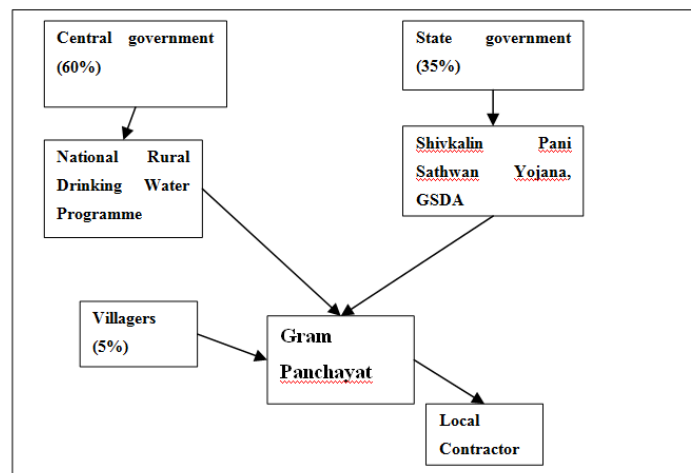 Central government
(60%)
State government
(35%)
National Rural
Drinking Water
Programme
Shivkalin Pani
Sathwan Yojana,
GSDA
Villagers
(5%)
Gram
Panchayat
Local
Contractor